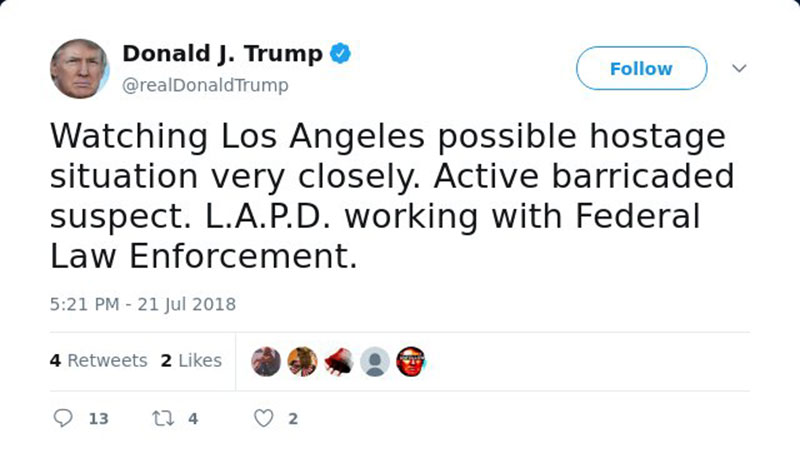 Donald J. Trump
@realDonaldTrump
Follow
Watching Los Angeles possible hostage
situation very closely. Active barricaded
suspect. L.A.P.D. working with Federal
Law Enforcement.
5:21 PM - 21 Jul 2018
4 Retweets 2 Likes
13 4 2